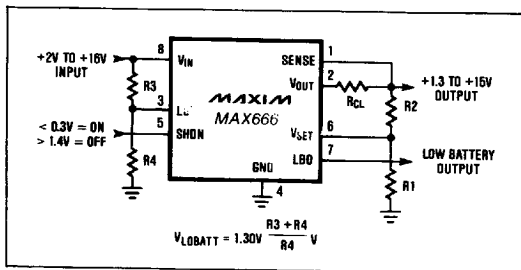 +2V TO +16V
INPUT
8
VIN
R3
3
5
SHDN
< 0.3V = ON
> 1.4V = OFF
R4
MAXIM
MAX666
GND
4
SENSE
1
VOUT
2
RCL
+1.3 TO +15V
OUTPUT
R2
VSET
6
LBO
7
LOW BATTERY
OUTPUT
R1
VLOBATT = 1.30V R3 + R4
R4 V